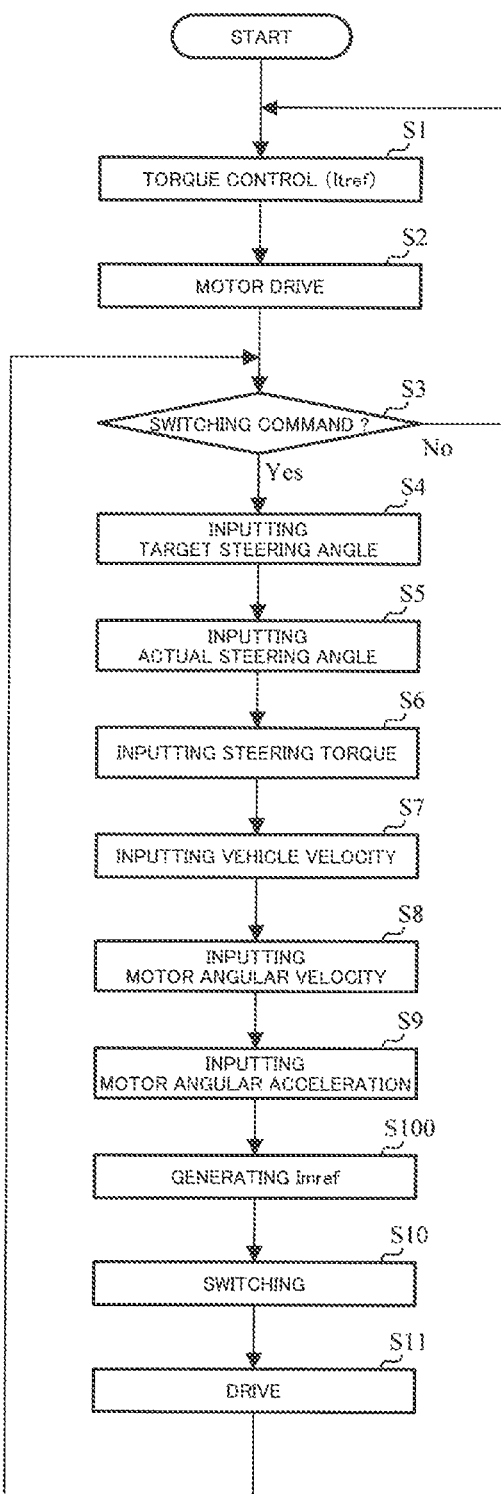 START
S1
TORQUE CONTROL (Itref)
S2
MOTOR DRIVE
S3
SWITCHING COMMAND ?
No
Yes
S4
INPUTTING
TARGET STEERING ANGLE
S5
INPUTTING
ACTUAL STEERING ANGLE
S6
INPUTTING STEERING TORQUE
S7
INPUTTING VEHICLE VELOCITY
S8
INPUTTING
MOTOR ANGULAR VELOCITY
S9
INPUTTING
MOTOR ANGULAR ACCELERATION
S100
GENERATING Imref
S10
SWITCHING
S11
DRIVE